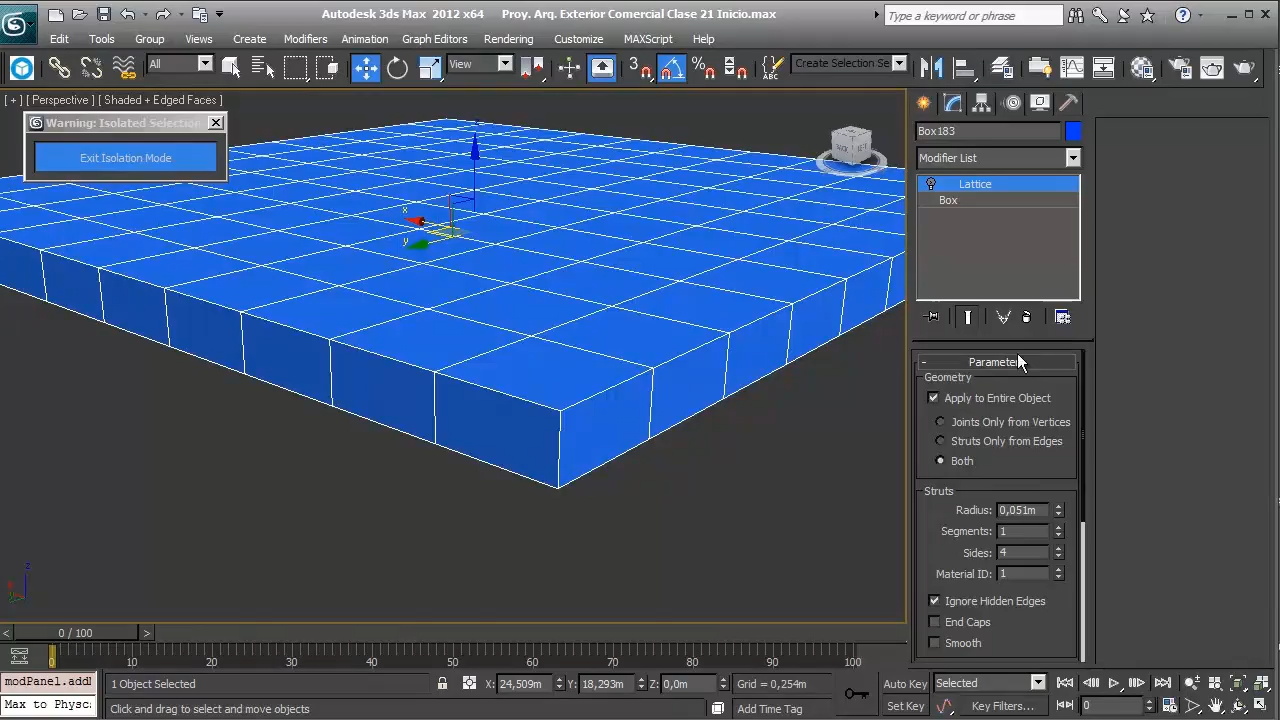 Autodesk 3ds Max 2012 x64 Proy. Arq. Exterior Comercial Clase 21 Inicio.max
Type a keyword or phrase
Edit Tools Group Views Create Modifiers Animation Graph Editors Rendering Customize MAXScript Help
All View 3 Create Selection Se
[ + ] [ Perspective ] [ Shaded + Edged Faces ]
Warning: Isolated Selection
Exit Isolation Mode
Box183
Modifier List
Lattice
Box
x
y
z
- Parameter
Geometry
Apply to Entire Object
Joints Only from Vertices
Struts Only from Edges
Both
Struts
Radius: 0,051m
Segments: 1
Sides: 4
Material ID: 1
Ignore Hidden Edges
End Caps
Smooth
< 0 / 100 >
0 10 20 30 40 50 60 70 80 90 100
modPanel.addI
Max to Physc
1 Object Selected
X: 24,509m Y: 18,293m Z: 0,0m Grid = 0,254m
Auto Key Selected
Click and drag to select and move objects
Add Time Tag
Set Key Key Filters... 0